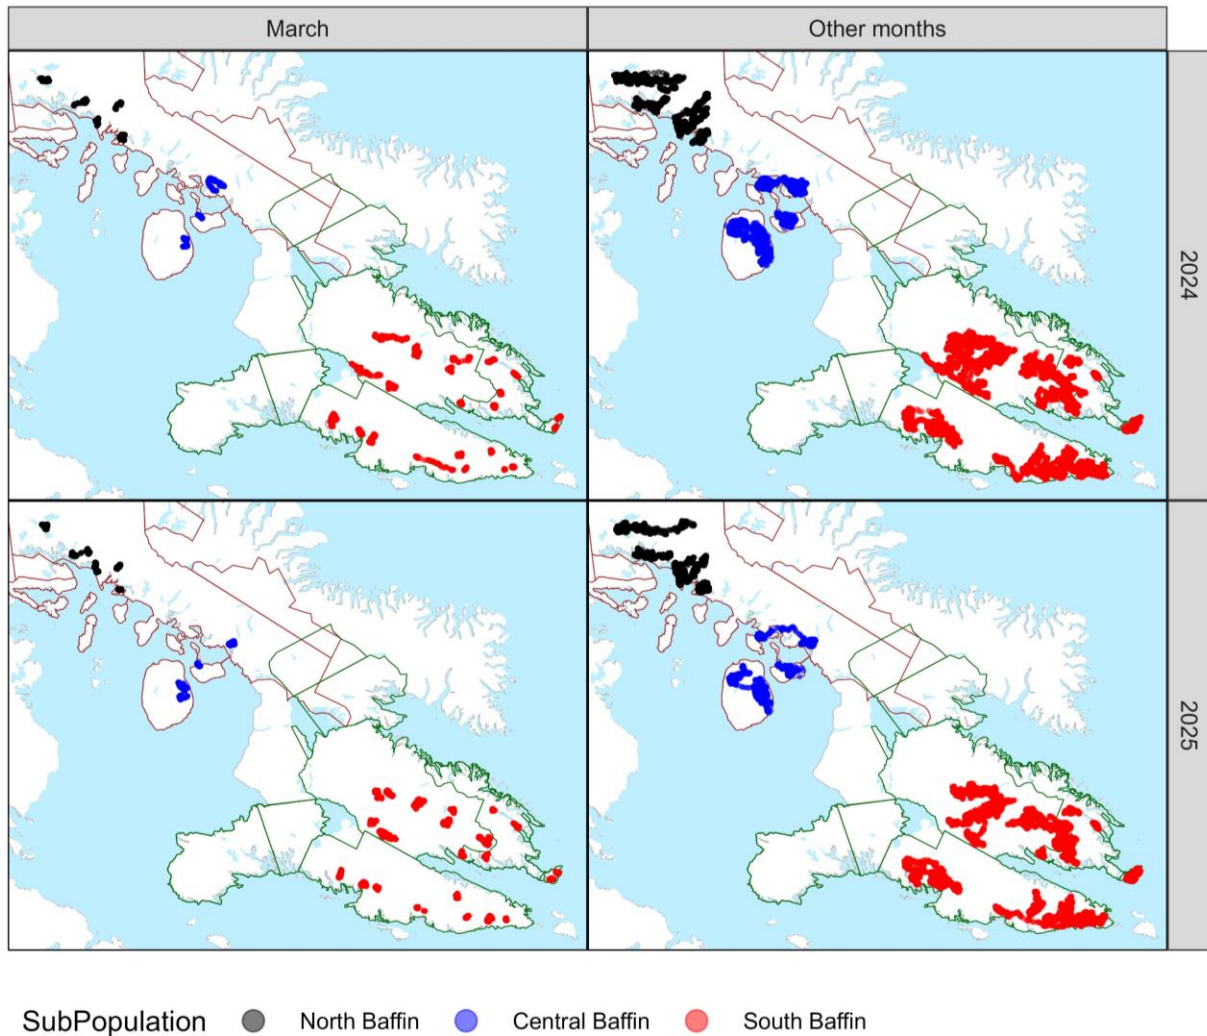 March
Other months
2024
2025
SubPopulation North Baffin Central Baffin South Baffin